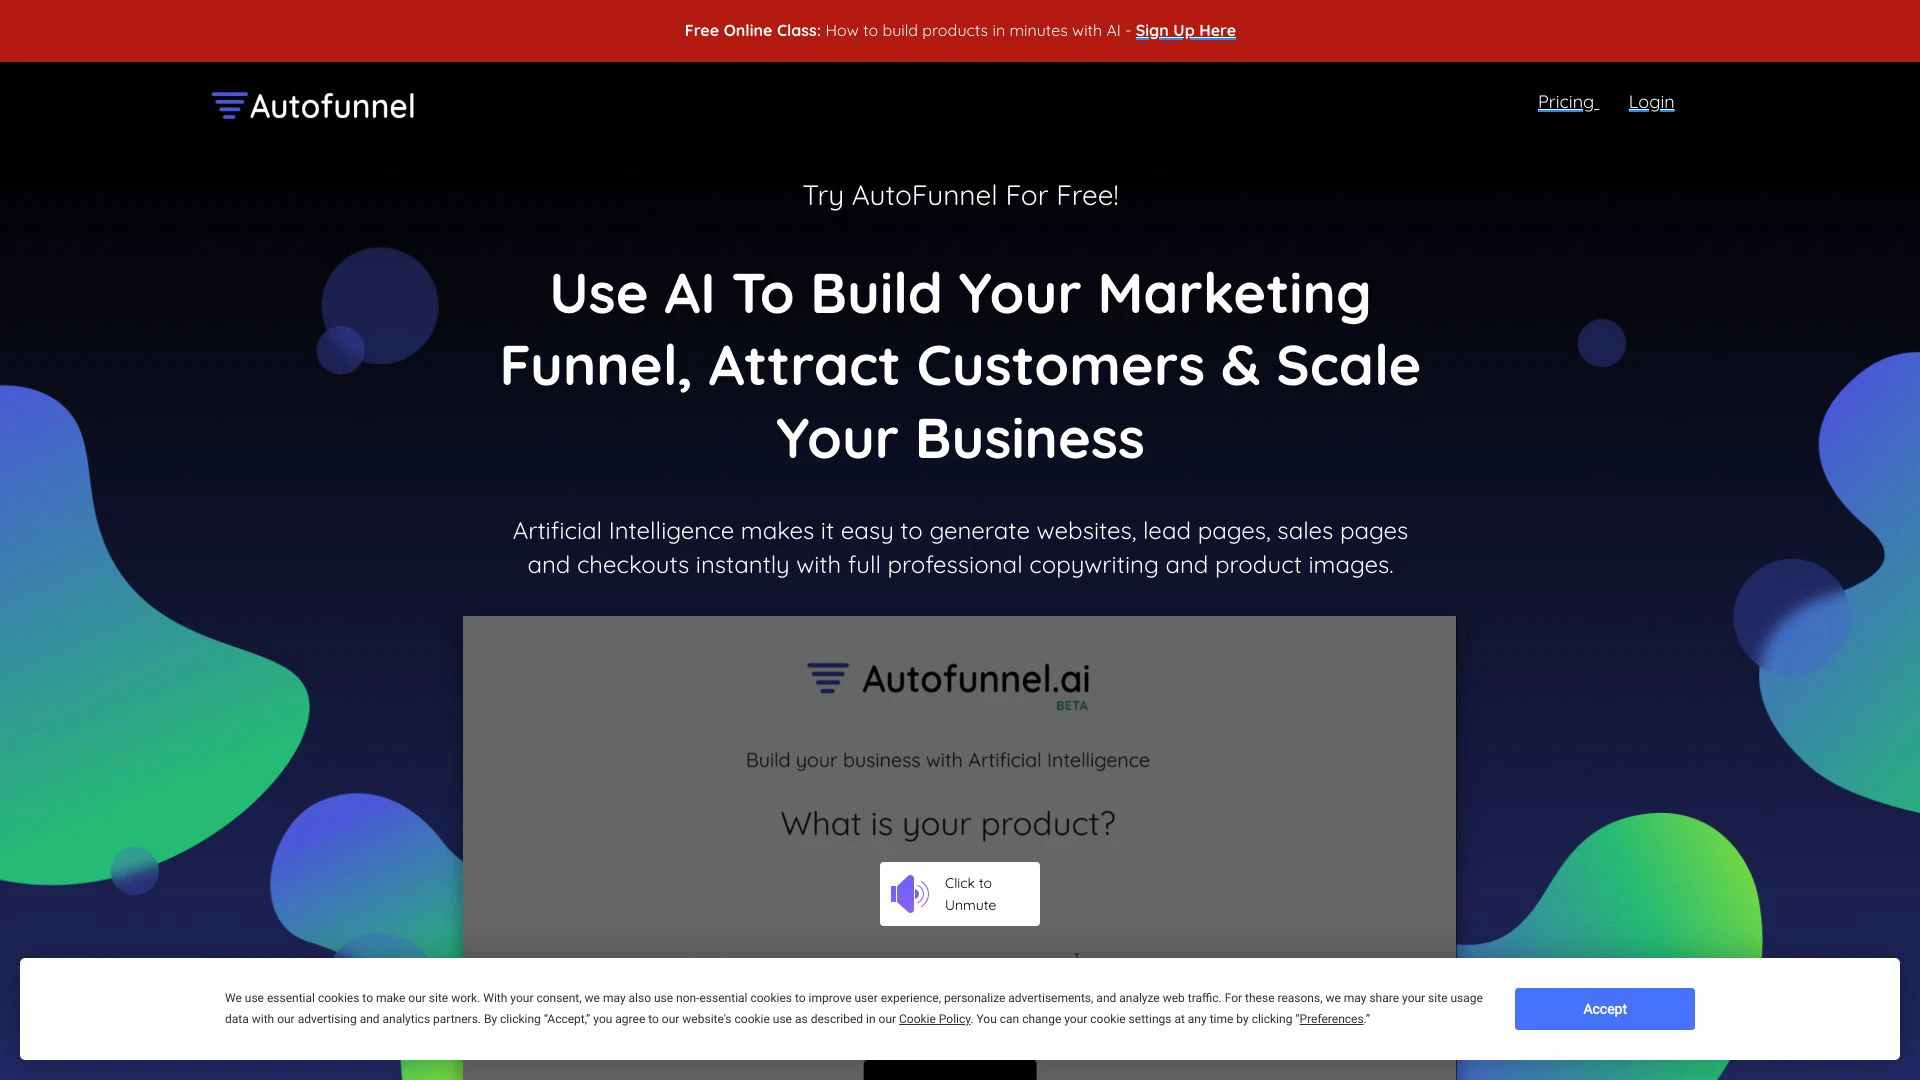 Free Online Class: How to build products in minutes with AI - Sign Up Here
Autofunnel
Pricing
Login
Try AutoFunnel For Free!
Use AI To Build Your Marketing
Funnel, Attract Customers & Scale
Your Business
Artificial Intelligence makes it easy to generate websites, lead pages, sales pages
and checkouts instantly with full professional copywriting and product images.
Autofunnel.ai
BETA
Build your business with Artificial Intelligence
What is your product?
Click to
Unmute
We use essential cookies to make our site work. With your consent, we may also use non-essential cookies to improve user experience, personalize advertisements, and analyze web traffic. For these reasons, we may share your site usage
data with our advertising and analytics partners. By clicking “Accept,” you agree to our website's cookie use as described in our Cookie Policy. You can change your cookie settings at any time by clicking “Preferences.”
Accept